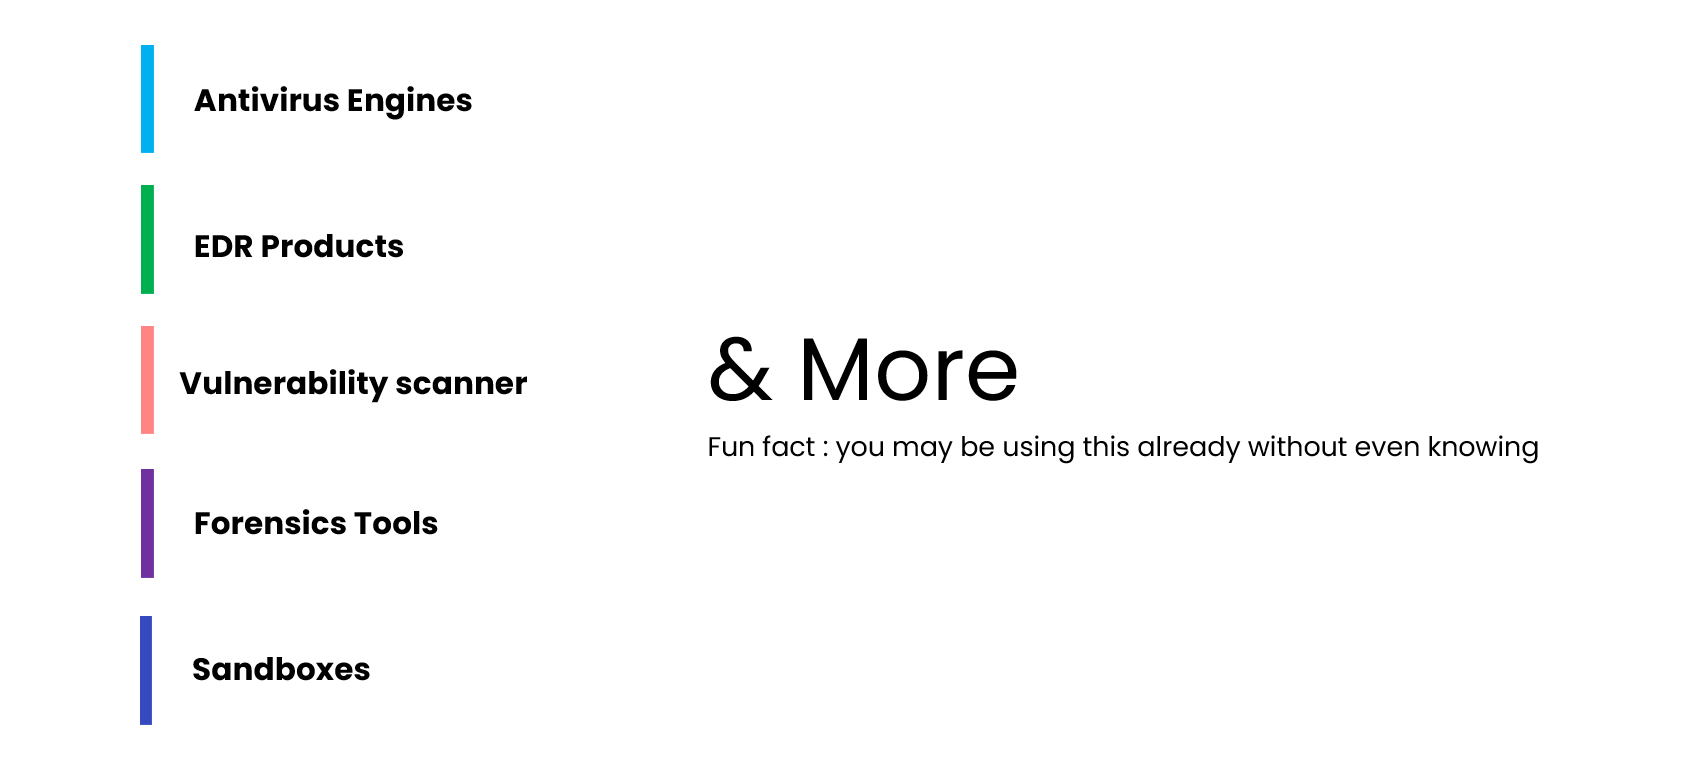 Antivirus Engines
EDR Products
Vulnerability scanner
Forensics Tools
Sandboxes
& More
Fun fact : you may be using this already without even knowing